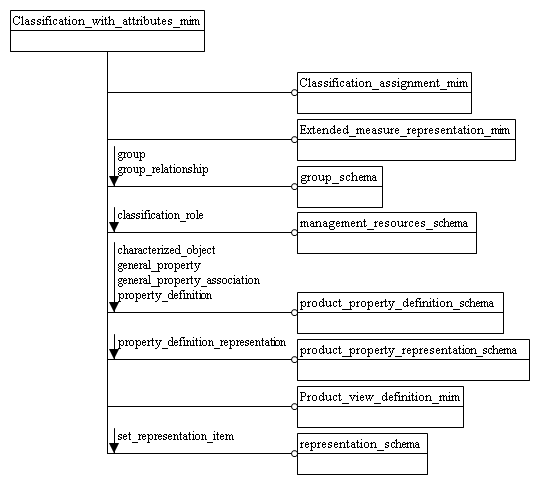 Classification_with_attributes_mim
Classification_assignment_mim
Extended_measure_representation_mim
group
group_relationship
group_schema
classification_role
management_resources_schema
characterized_object
general_property
general_property_association
property_definition
product_property_definition_schema
property_definition_representation
product_property_representation_schema
Product_view_definition_mim
set_representation_item
representation_schema